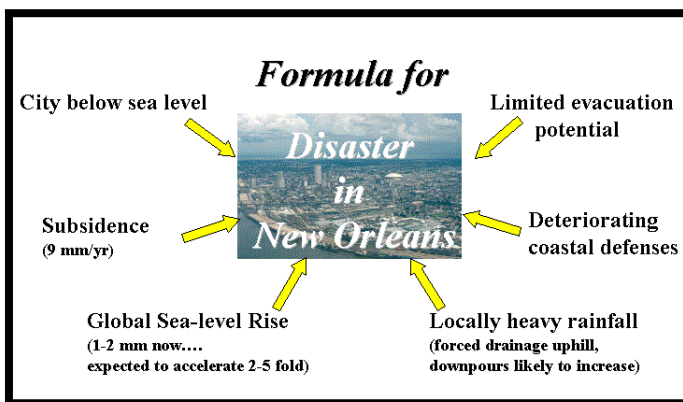 Formula for
Disaster
in
New Orleans
City below sea level
Limited evacuation
potential
Subsidence
(9 mm/yr)
Deteriorating
coastal defenses
Global Sea-level Rise
(1-2 mm now....
expected to accelerate 2-5 fold)
Locally heavy rainfall
(forced drainage uphill,
downpours likely to increase)